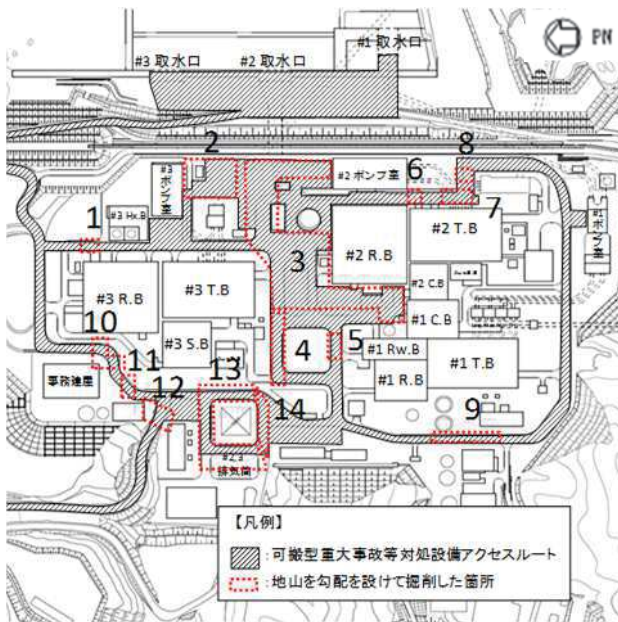 #1 取水口
#3 取水口
#2 取水口
PN
2
#3
ポンプ室
#2 ポンプ室
6
8
7
1
#3 Hx.B
#1
ポンプ室
#2 T.B
#2 R.B
3
#3 R.B
#3 T.B
#2 C.B
#1 C.B
10
#3 S.B
4
5
#1 Rw.B
#1 T.B
11
13
#1 R.B
事務建屋
12
14
9
#2,3
排気筒
【凡例】
:可搬型重大事故等対処設備アクセスルート
:地山を勾配を設けて掘削した箇所